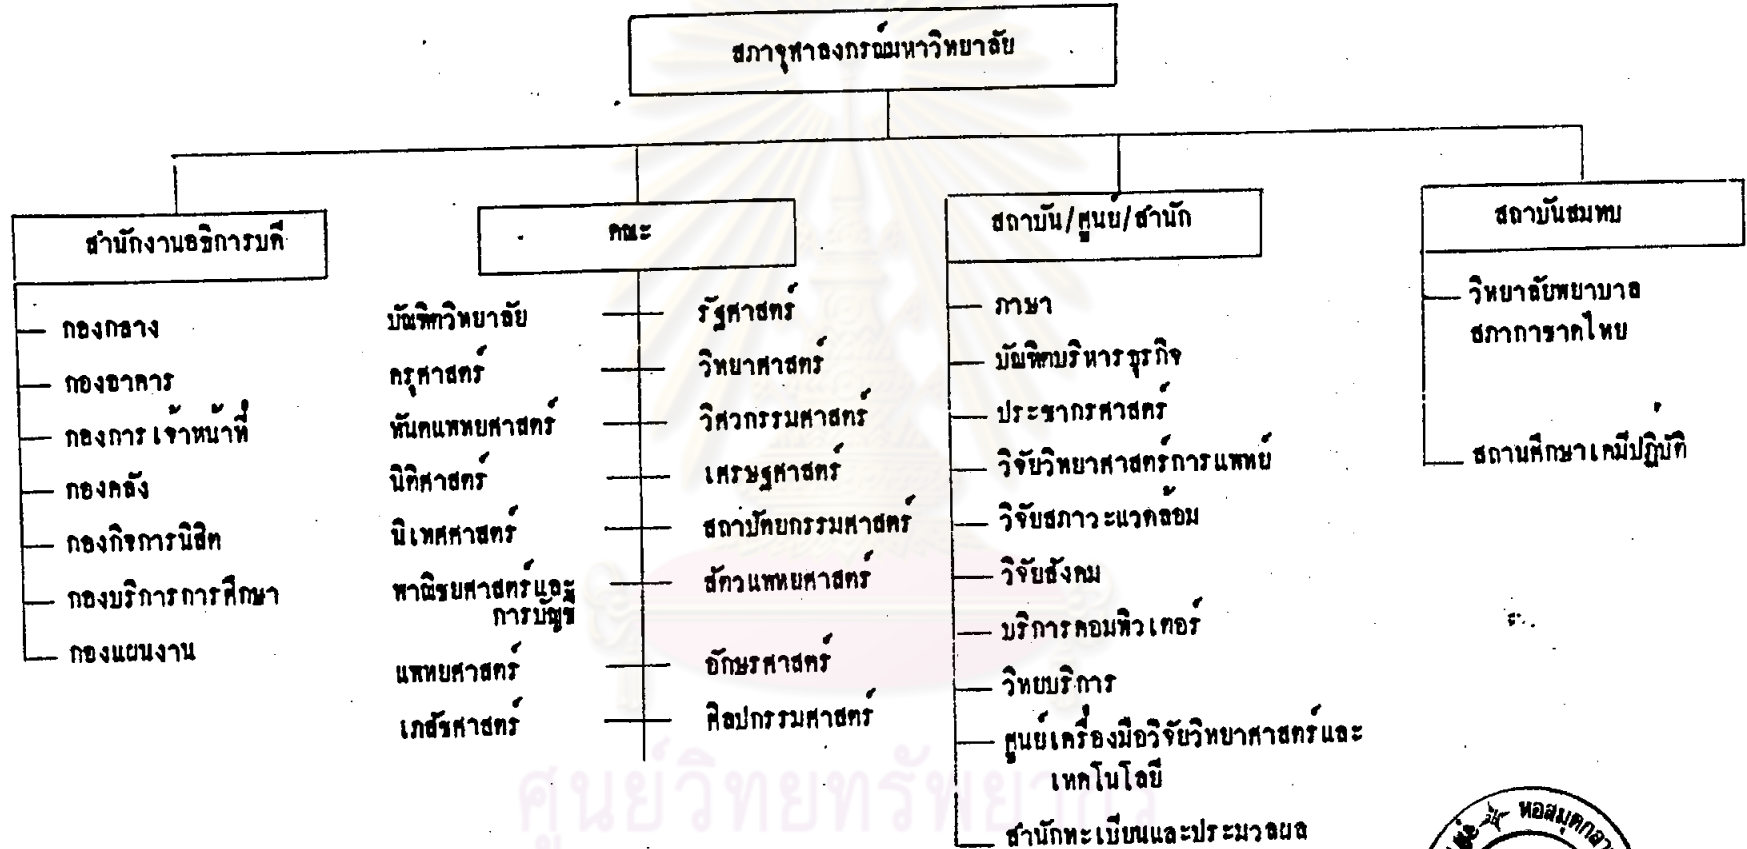 สภาจุฬาลงกรณ์มหาวิทยาลัย
สำนักงานอธิการบดี
กองกลาง
กองอาคาร
กองการเจ้าหน้าที่
กองคลัง
กองกิจการนิสิต
กองบริการการศึกษา
กองแผนงาน
คณะ
บัณฑิตวิทยาลัย
ครุศาสตร์
ทันตแพทยศาสตร์
นิติศาสตร์
นิเทศศาสตร์
พาณิชยศาสตร์และ
การบัญชี
แพทยศาสตร์
เภสัชศาสตร์
รัฐศาสตร์
วิทยาศาสตร์
วิศวกรรมศาสตร์
เศรษฐศาสตร์
สถาปัตยกรรมศาสตร์
สัตวแพทยศาสตร์
อักษรศาสตร์
ศิลปกรรมศาสตร์
สถาบัน/ศูนย์/สำนัก
ภาษา
บัณฑิตบริหารธุรกิจ
ประชากรศาสตร์
วิจัยวิทยาศาสตร์การแพทย์
วิจัยสภาวะแวดล้อม
วิจัยสังคม
บริการคอมพิวเตอร์
วิทยบริการ
ศูนย์เครื่องมือวิจัยวิทยาศาสตร์และ
เทคโนโลยี
สำนักทะเบียนและประมวลผล
สถาบันสมทบ
วิทยาลัยพยาบาล
สภากาชาดไทย
สถานศึกษาเคมีปฏิบัติ
ศูนย์วิทยทรัพยากร
หอสมุดกลาง